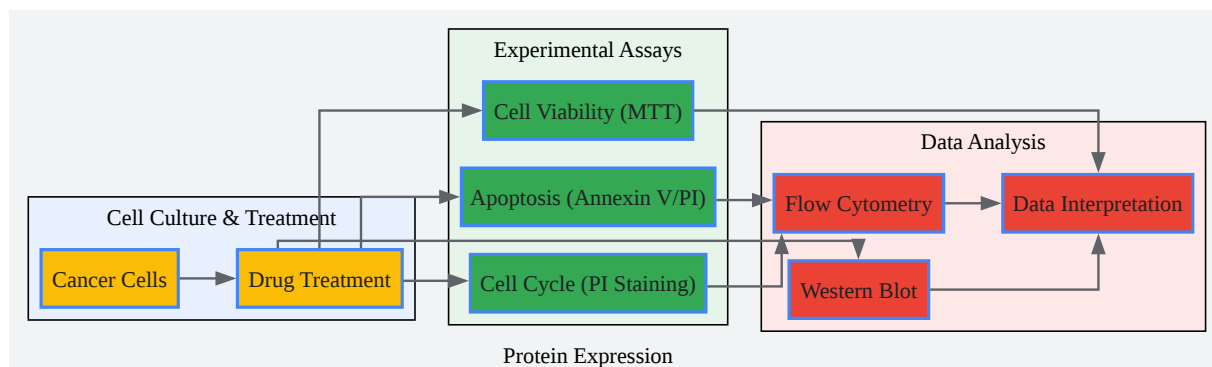 Experimental Assays
Cell Viability (MTT)
Data Analysis
Apoptosis (Annexin V/PI)
Flow Cytometry
Data Interpretation
Cell Culture & Treatment
Cancer Cells
Drug Treatment
Cell Cycle (PI Staining)
Western Blot
Protein Expression